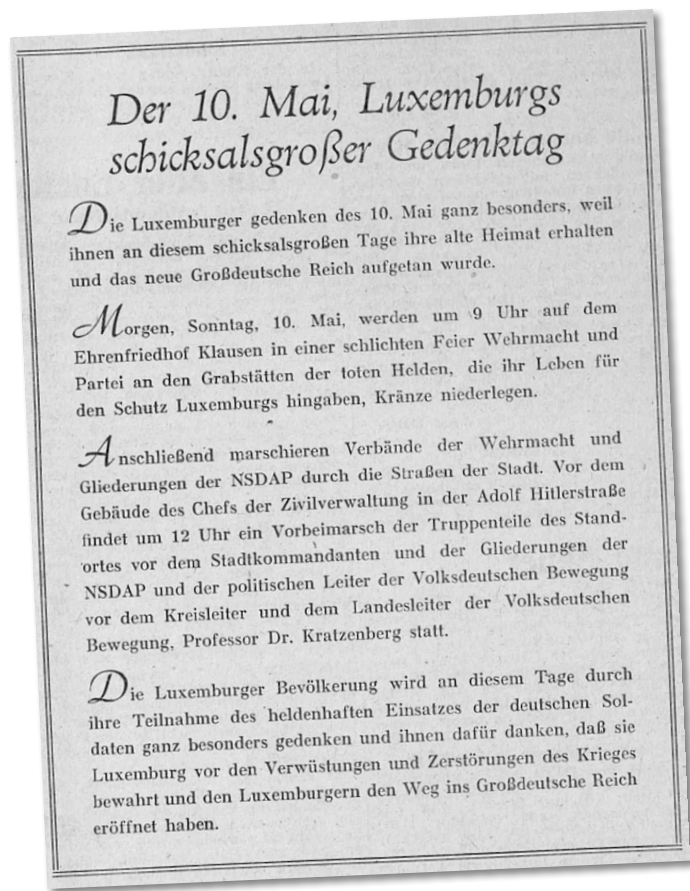 Der 10. Mai, Luxemburgs
schicksalsgroßer Gedenktag
Die Luxemburger gedenken des 10. Mai ganz besonders, weil
ihnen an diesem schicksalsgroßen Tage ihre alte Heimat erhalten
und das neue Großdeutsche Reich aufgetan wurde.
Morgen, Sonntag, 10. Mai, werden um 9 Uhr auf dem
Ehrenfriedhof Klausen in einer schlichten Feier Wehrmacht und
Partei an den Grabstätten der toten Helden, die ihr Leben für
den Schutz Luxemburgs hingaben, Kränze niederlegen.
Anschließend marschieren Verbände der Wehrmacht und
Gliederungen der NSDAP durch die Straßen der Stadt. Vor dem
Gebäude des Chefs der Zivilverwaltung in der Adolf Hitlerstraße
findet um 12 Uhr ein Vorbeimarsch der Truppenteile des Stand-
ortes vor dem Stadtkommandanten und der Gliederungen der
NSDAP und der politischen Leiter der Volksdeutschen Bewegung
vor dem Kreisleiter und dem Landesleiter der Volksdeutschen
Bewegung, Professor Dr. Kratzenberg statt.
Die Luxemburger Bevölkerung wird an diesem Tage durch
ihre Teilnahme des heldenhaften Einsatzes der deutschen Sol-
daten ganz besonders gedenken und ihnen dafür danken, daß sie
Luxemburg vor den Verwüstungen und Zerstörungen des Krieges
bewahrt und den Luxemburgern den Weg ins Großdeutsche Reich
eröffnet haben.